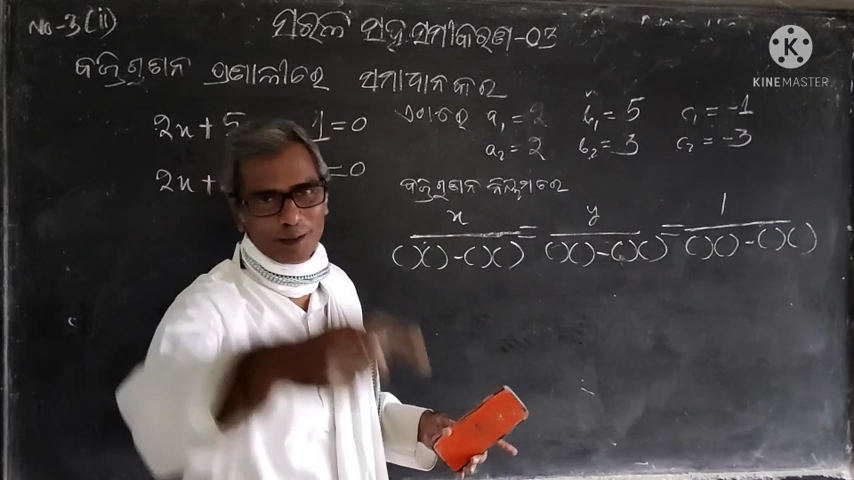 No-3(ii)
ସରଳ ସହ ସମୀକରଣ-03
ବଜ୍ରଗୁଣନ ପ୍ରଣାଳୀରେ ସମାଧାନ କର
2x + 5 1 = 0
2x + = 0
ଏଠାରେ a₁ = 2 b₁ = 5 c₁ = -1
a₂ = 2 b₂ = 3 c₂ = -3
ବଜ୍ରଗୁଣନ ନିୟମରେ
x/( )( ) - ( )( ) = y/( )( ) - ( )( ) = 1/( )( ) - ( )( )
K
KINEMASTER